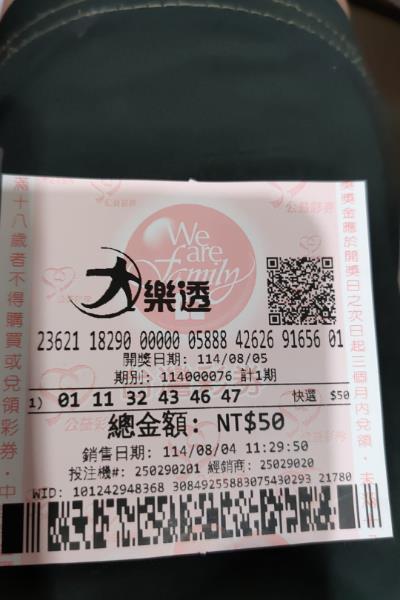 We
care
Family
大樂透
23621 18290 00000 05888 42626 91656 01
開獎日期: 114/08/05
期別: 114000076 計1期
1) 01 11 32 43 46 47 快選 $50
總金額: NT$50
銷售日期: 114/08/04 11:29:50
投注機#: 250290201 經銷商: 25029020
WID: 101242948368 30849255883075430293 21780
滿十八歲者不得購買或兌領彩券·中
獎金應於開獎日之次日起三個月內兌領·未
公益彩券